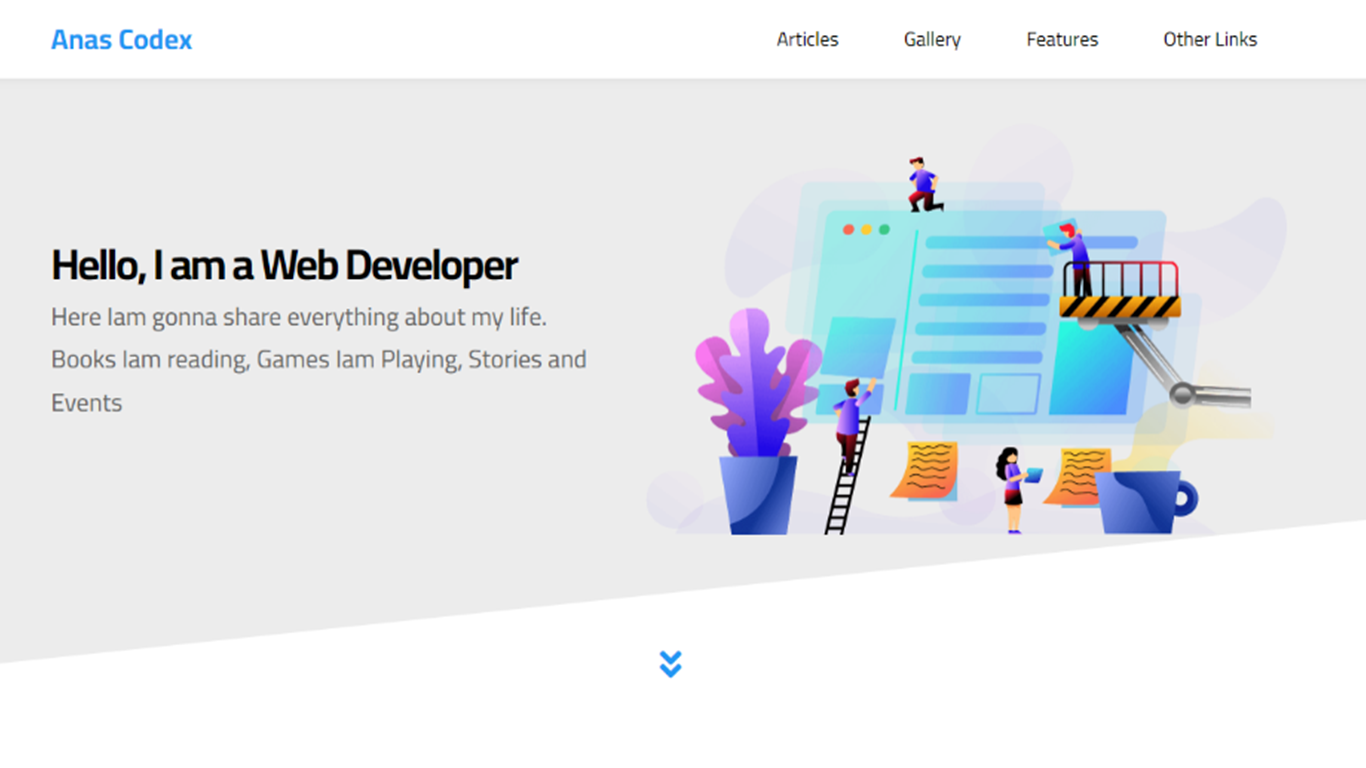 Anas Codex
Articles
Gallery
Features
Other Links
Hello, I am a Web Developer
Here Iam gonna share everything about my life.
Books Iam reading, Games Iam Playing, Stories and
Events